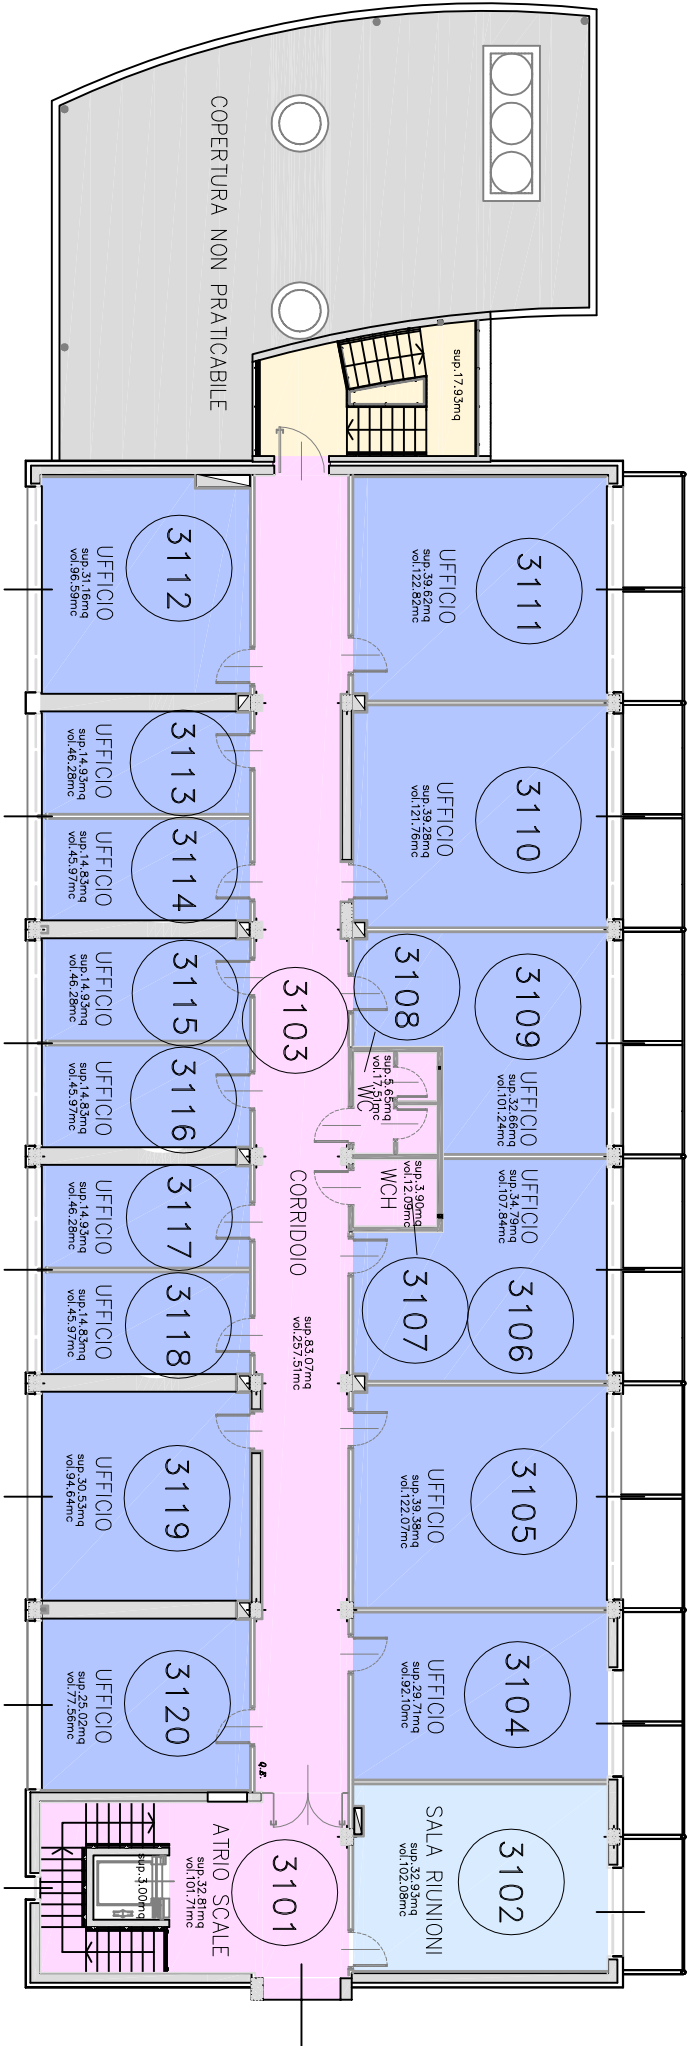 COPERTURA NON PRATICABILE
sup.17.93mq
3112
UFFICIO
sup.31.16mq
vol.96.59mc
3111
UFFICIO
sup.39.62mq
vol.122.82mc
3113
UFFICIO
sup.14.93mq
vol.46.28mc
3110
UFFICIO
sup.39.28mq
vol.121.76mc
3114
UFFICIO
sup.14.83mq
vol.45.97mc
3115
UFFICIO
sup.14.93mq
vol.46.28mc
3103
CORRIDOIO
sup.83.07mq
vol.257.51mc
3108
WC
sup.5.65mq
vol.17.51mc
3109
UFFICIO
sup.32.66mq
vol.101.24mc
3116
UFFICIO
sup.14.83mq
vol.45.97mc
WCH
sup.3.90mq
vol.12.09mc
3107
UFFICIO
sup.34.79mq
vol.107.84mc
3106
3117
UFFICIO
sup.14.93mq
vol.46.28mc
3118
UFFICIO
sup.14.83mq
vol.45.97mc
3119
UFFICIO
sup.30.53mq
vol.94.64mc
3105
UFFICIO
sup.39.38mq
vol.122.07mc
3120
UFFICIO
sup.25.02mq
vol.77.56mc
3104
UFFICIO
sup.29.71mq
vol.92.10mc
Q.E.
3101
ATRIO SCALE
sup.32.81mq
vol.101.71mc
sup.3.00mq
3102
SALA RIUNIONI
sup.32.93mq
vol.102.08mc